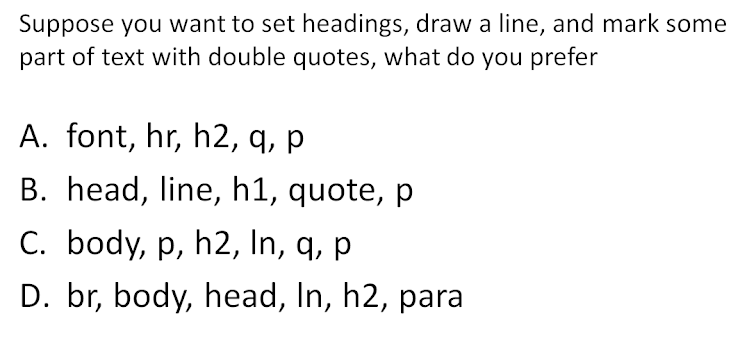 Suppose you want to set headings, draw a line, and mark some
part of text with double quotes, what do you prefer
A. font, hr, h2, q, p
B. head, line, h1, quote, p
C. body, p, h2, ln, q, p
D. br, body, head, ln, h2, para